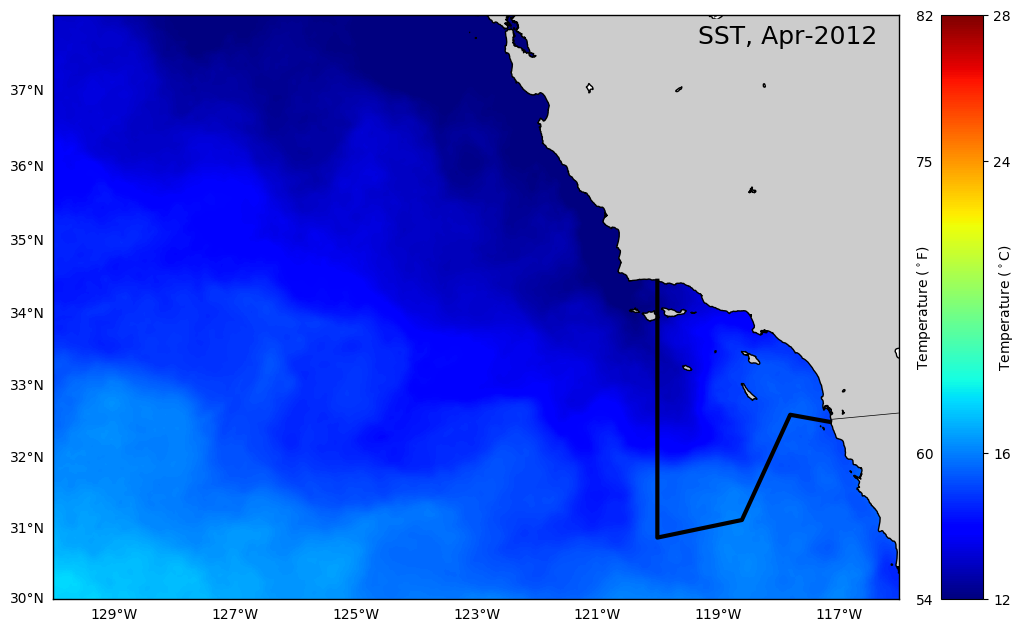 SST, Apr-2012
37°N
36°N
35°N
34°N
33°N
32°N
31°N
30°N
129°W
127°W
125°W
123°W
121°W
119°W
117°W
82
75
60
54
Temperature (°F)
28
24
16
12
Temperature (°C)